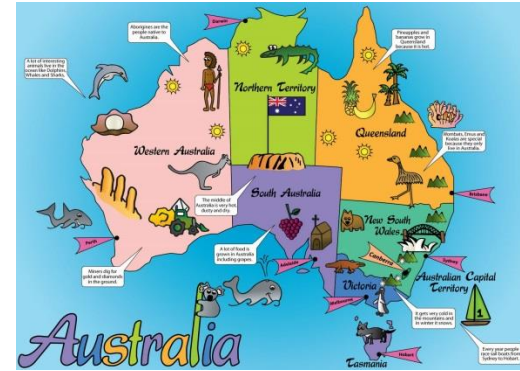 Darwin
Aborigines are the
people native to
Australia.
Pineapples and
bananas grow in
Queensland
because it is hot.
A lot of interesting
animals live in the
ocean like Dolphins,
Whales and Sharks.
Northern Territory
Queensland
Wombats, Emus and
Koalas are special
because they only
live in Australia.
Western Australia
South Australia
The middle of
Australia is very hot,
dusty and dry.
Brisbane
New South
Wales
Perth
A lot of food is
grown in Australia
including grapes.
Adelaide
Canberra
Sydney
Miners dig for
gold and diamonds
in the ground.
Australian Capital
Territory
Victoria
Melbourne
It gets very cold in
the mountains and
in winter it snows.
1
Every year people
race sail boats from
Sydney to Hobart.
Australia
Hobart
Tasmania